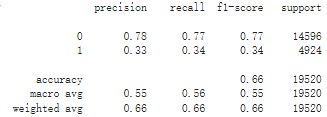 precision recall f1-score support
0 0.78 0.77 0.77 14596
1 0.33 0.34 0.34 4924
accuracy 0.66 19520
macro avg 0.55 0.56 0.55 19520
weighted avg 0.66 0.66 0.66 19520